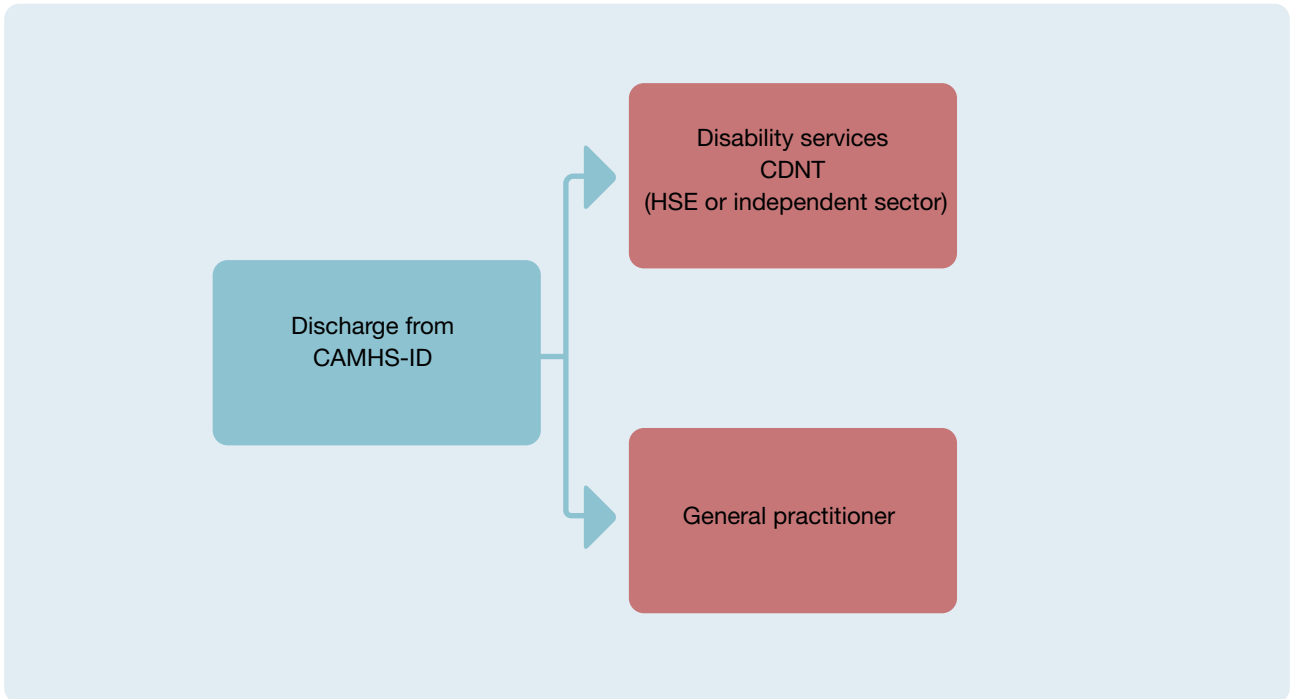 Discharge from
CAMHS-ID
Disability services
CDNT
(HSE or independent sector)
General practitioner